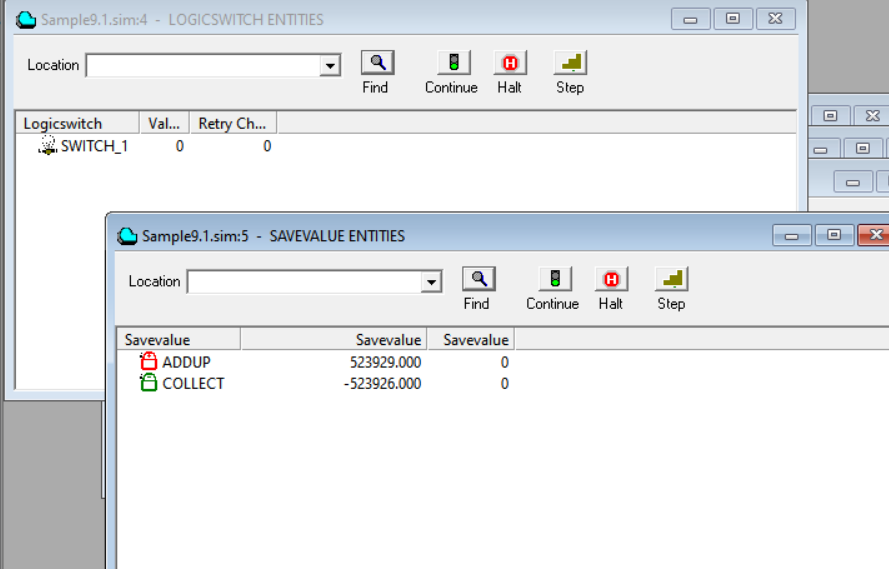 Sample9.1.sim:4 - LOGICSWITCH ENTITIES
Location
Find Continue Halt Step
Logicswitch Val... Retry Ch...
SWITCH_1 0 0
Sample9.1.sim:5 - SAVEVALUE ENTITIES
Location
Find Continue Halt Step
Savevalue Savevalue Savevalue
ADDUP 523929.000 0
COLLECT -523926.000 0